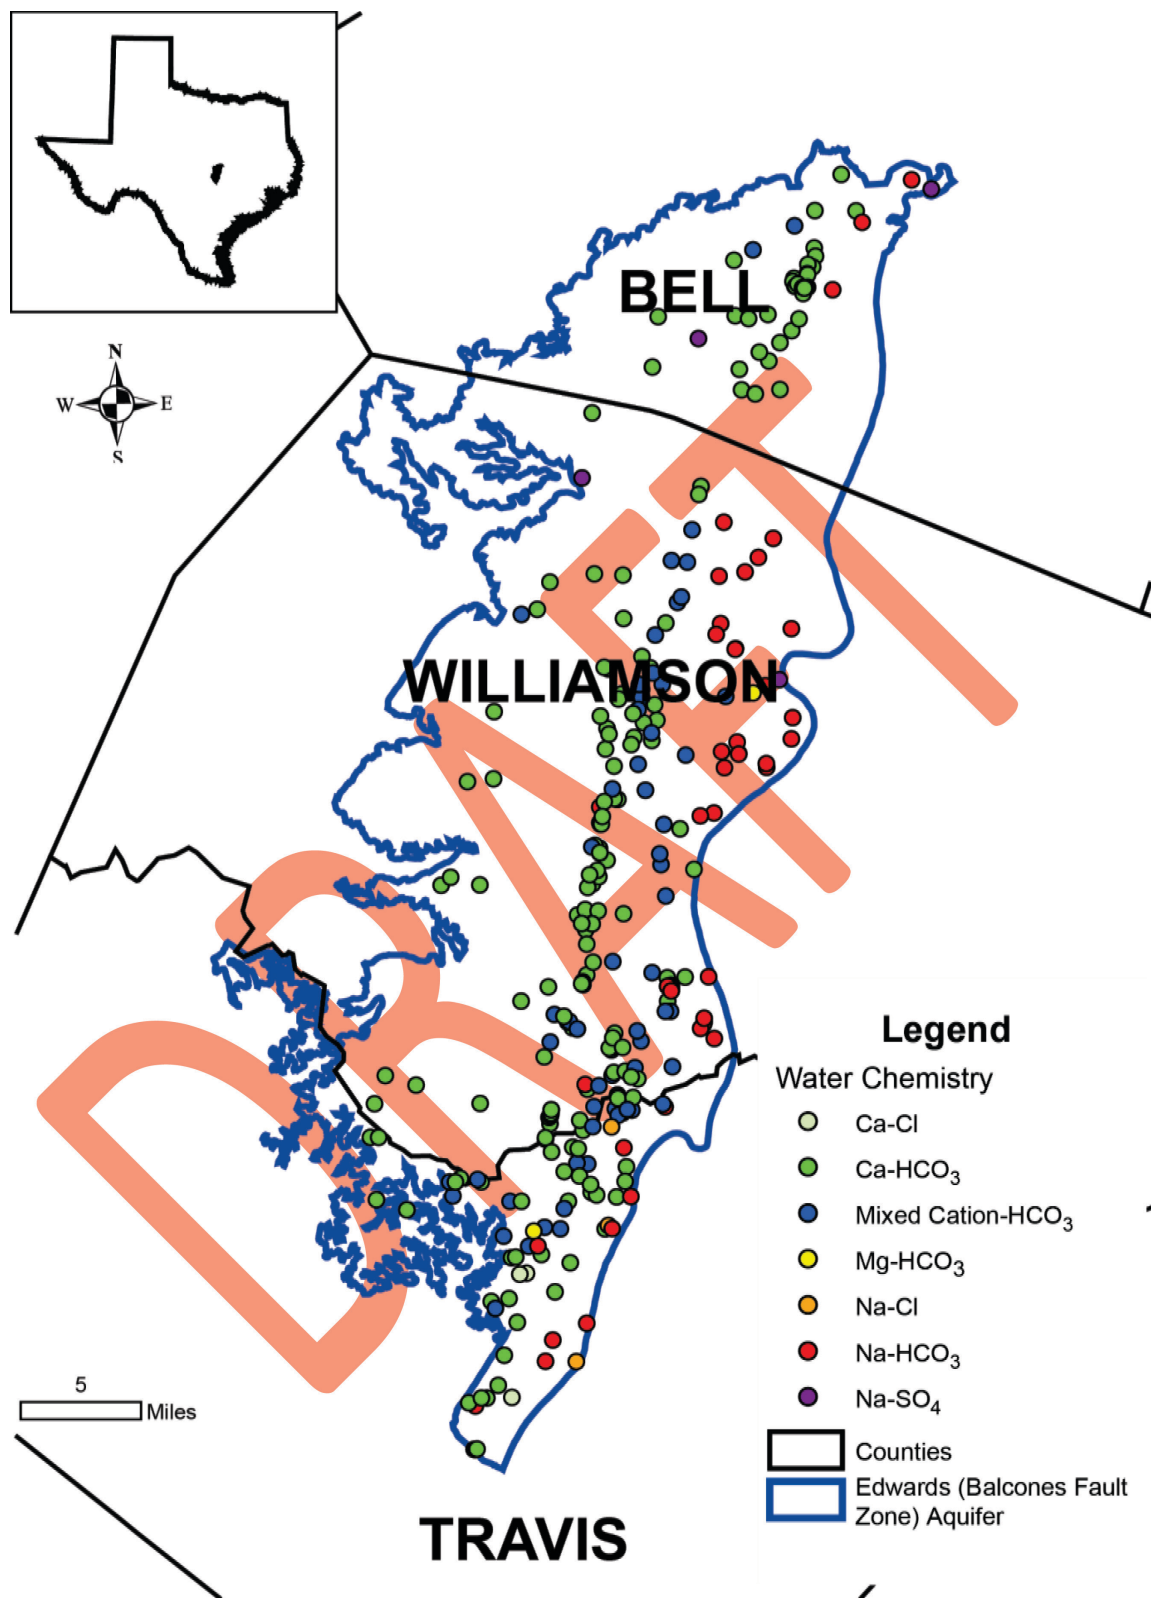 N
W E
S
BELL
WILLIAMSON
DRAFT
TRAVIS
5
Miles
Legend
Water Chemistry
Ca-Cl
Ca-HCO3
Mixed Cation-HCO3
Mg-HCO3
Na-Cl
Na-HCO3
Na-SO4
Counties
Edwards (Balcones Fault
Zone) Aquifer